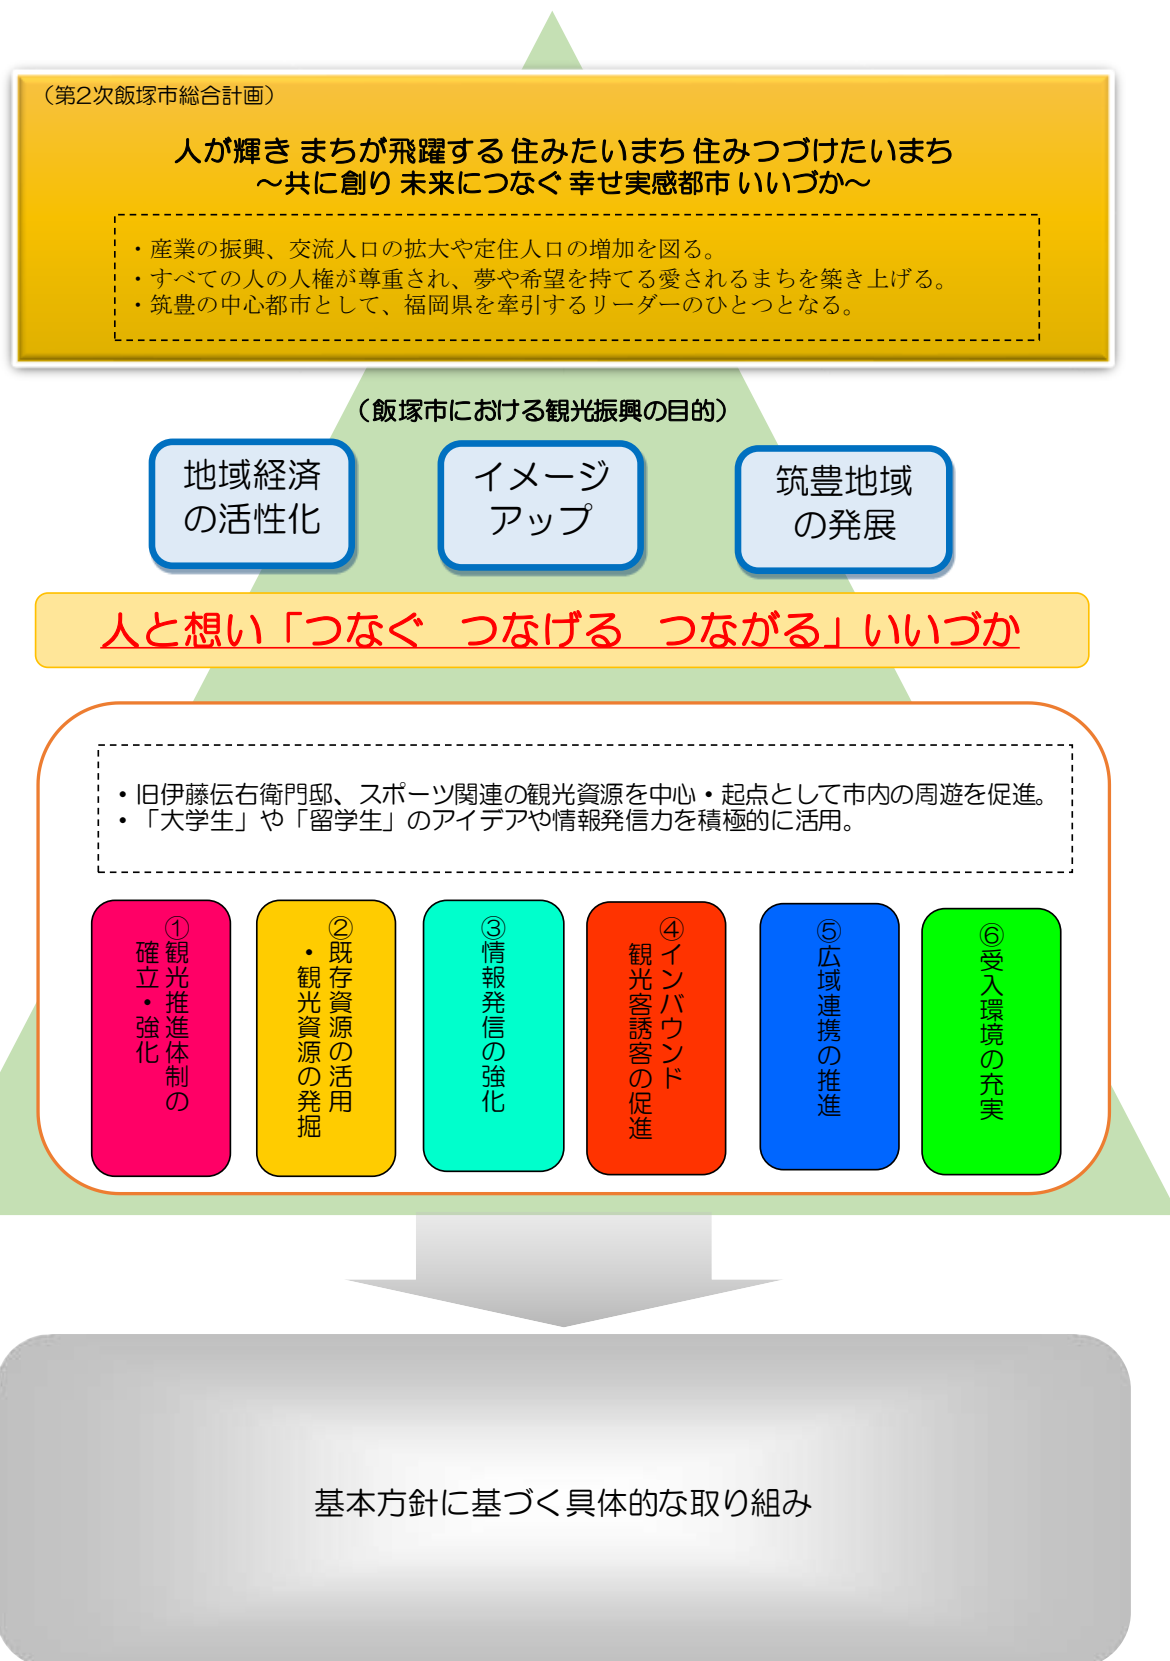 （第2次飯塚市総合計画）
人が輝き まちが飛躍する 住みたいまち 住みつづけたいまち
～共に創り 未来につなぐ 幸せ実感都市 いいづか～
・産業の振興、交流人口の拡大や定住人口の増加を図る。
・すべての人の人権が尊重され、夢や希望を持てる愛されるまちを築き上げる。
・筑豊の中心都市として、福岡県を牽引するリーダーのひとつとなる。
（飯塚市における観光振興の目的）
地域経済
の活性化
イメージ
アップ
筑豊地域
の発展
人と想い「つなぐ　つなげる　つながる」いいづか
・旧伊藤伝右衛門邸、スポーツ関連の観光資源を中心・起点として市内の周遊を促進。
・「大学生」や「留学生」のアイデアや情報発信力を積極的に活用。
①観光推進体制の
確立・強化
②既存資源の活用
・観光資源の発掘
③情報発信の強化
④インバウンド
観光客誘客の促進
⑤広域連携の推進
⑥受入環境の充実
基本方針に基づく具体的な取り組み